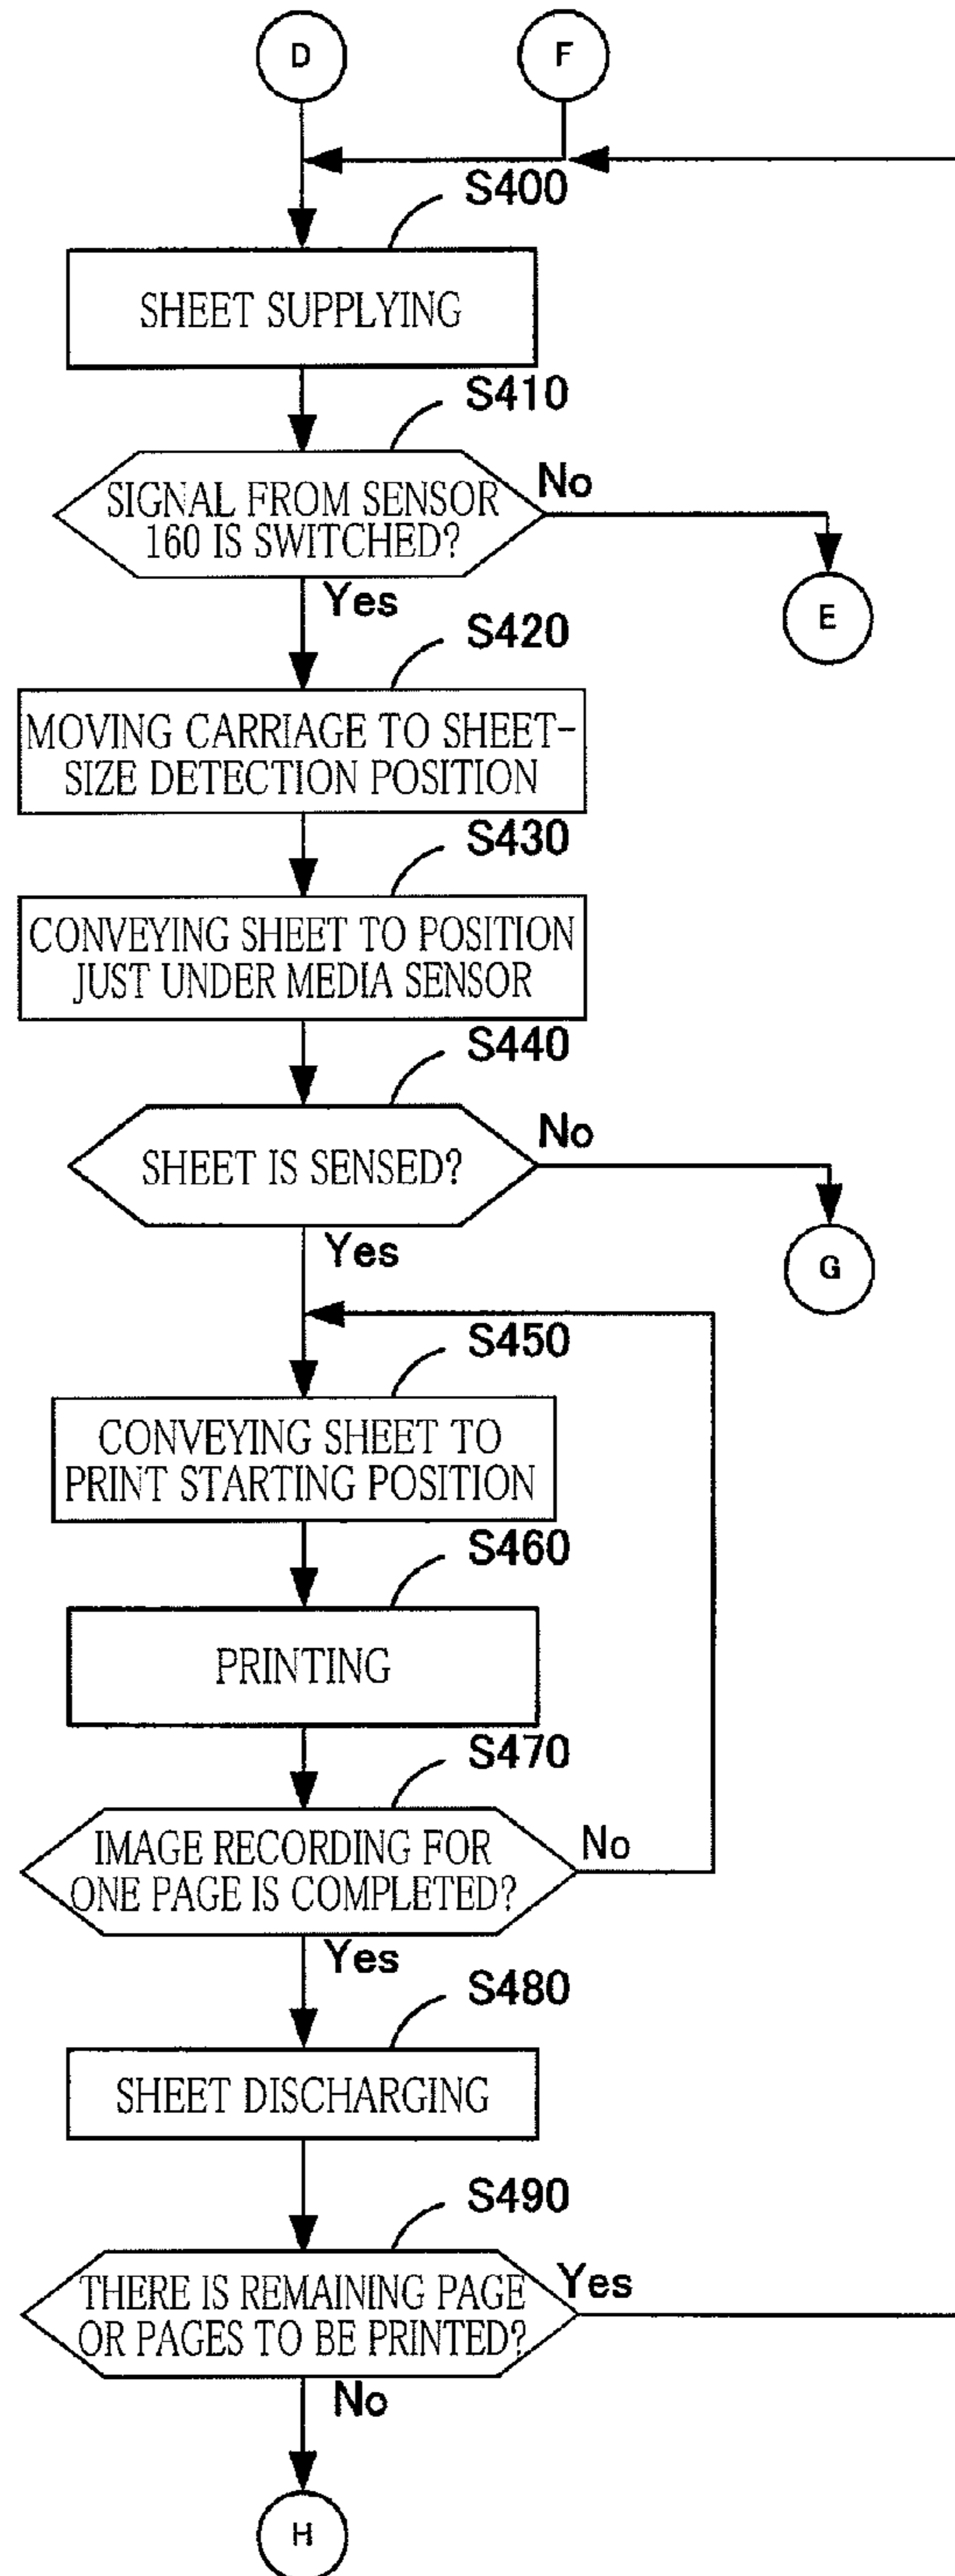 D
F
S400
SHEET SUPPLYING
S410
SIGNAL FROM SENSOR
160 IS SWITCHED?
No
E
Yes
S420
MOVING CARRIAGE TO SHEET-
SIZE DETECTION POSITION
S430
CONVEYING SHEET TO POSITION
JUST UNDER MEDIA SENSOR
S440
SHEET IS SENSED?
No
G
Yes
S450
CONVEYING SHEET TO
PRINT STARTING POSITION
S460
PRINTING
S470
IMAGE RECORDING FOR
ONE PAGE IS COMPLETED?
No
Yes
S480
SHEET DISCHARGING
S490
THERE IS REMAINING PAGE
OR PAGES TO BE PRINTED?
Yes
No
H